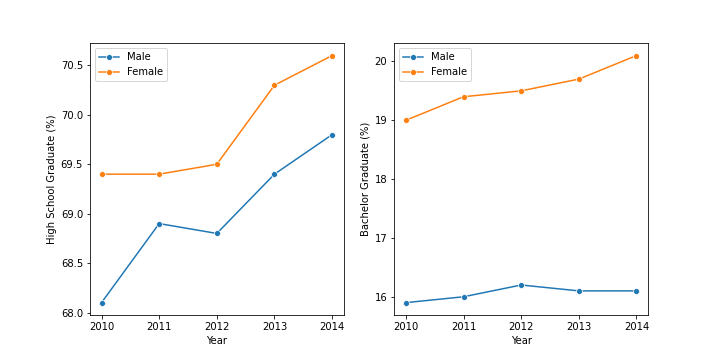 Male
Female
High School Graduate (%)
70.5
70.0
69.5
69.0
68.5
68.0
2010 2011 2012 2013 2014
Year
Male
Female
Bachelor Graduate (%)
20
19
18
17
16
2010 2011 2012 2013 2014
Year